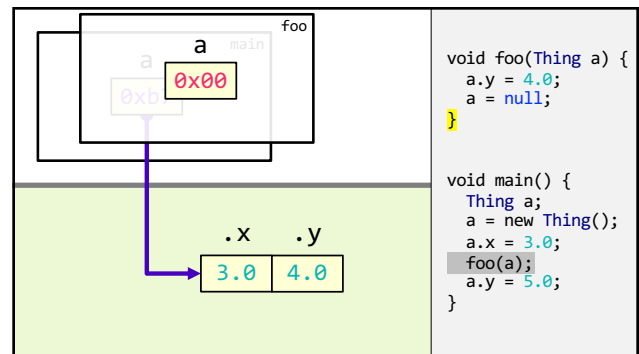 foo
a
main
a
0x00
0xb
.x .y
3.0 4.0
void foo(Thing a) {
a.y = 4.0;
a = null;
}
void main() {
Thing a;
a = new Thing();
a.x = 3.0;
foo(a);
a.y = 5.0;
}